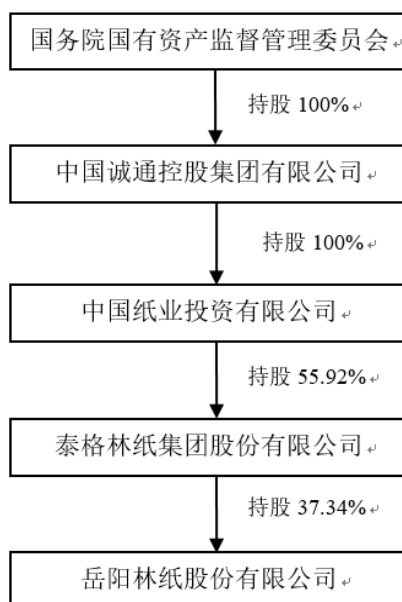 国务院国有资产监督管理委员会
持股 100%
中国诚通控股集团有限公司
持股 100%
中国纸业投资有限公司
持股 55.92%
泰格林纸集团股份有限公司
持股 37.34%
岳阳林纸股份有限公司